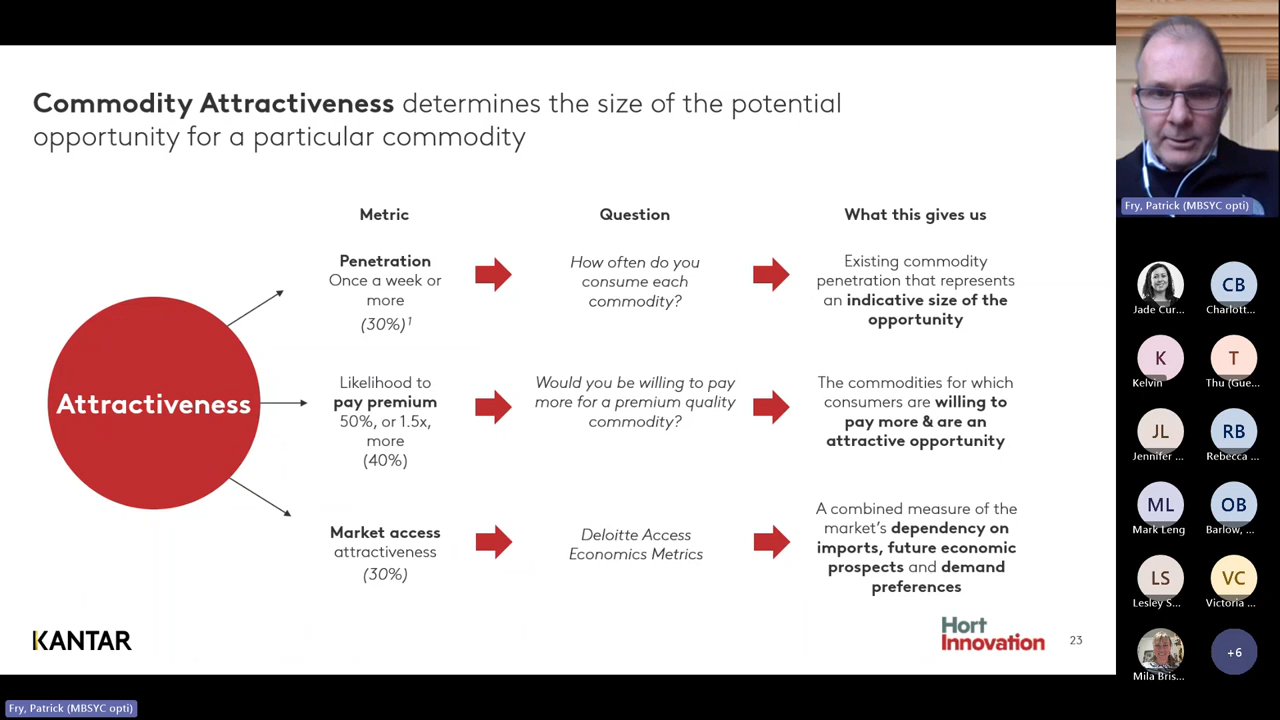 Commodity Attractiveness determines the size of the potential
opportunity for a particular commodity
Metric
Question
What this gives us
Attractiveness
Penetration
Once a week or
more
(30%)¹
How often do you
consume each
commodity?
Existing commodity
penetration that represents
an indicative size of the
opportunity
Likelihood to
pay premium
50%, or 1.5x,
more
(40%)
Would you be willing to pay
more for a premium quality
commodity?
The commodities for which
consumers are willing to
pay more & are an
attractive opportunity
Market access
attractiveness
(30%)
Deloitte Access
Economics Metrics
A combined measure of the
market's dependency on
imports, future economic
prospects and demand
preferences
KANTAR
Hort
Innovation
23
Fry, Patrick (MBSYC opti)
Fry, Patrick (MBSYC opti)
Jade Cur...
CB
Charlott...
K
Kelvin
T
Thu (Gue...
JL
Jennifer ...
RB
Rebecca ...
ML
Mark Leng
OB
Barlow, ...
LS
Lesley S...
VC
Victoria ...
Mila Bris...
+6